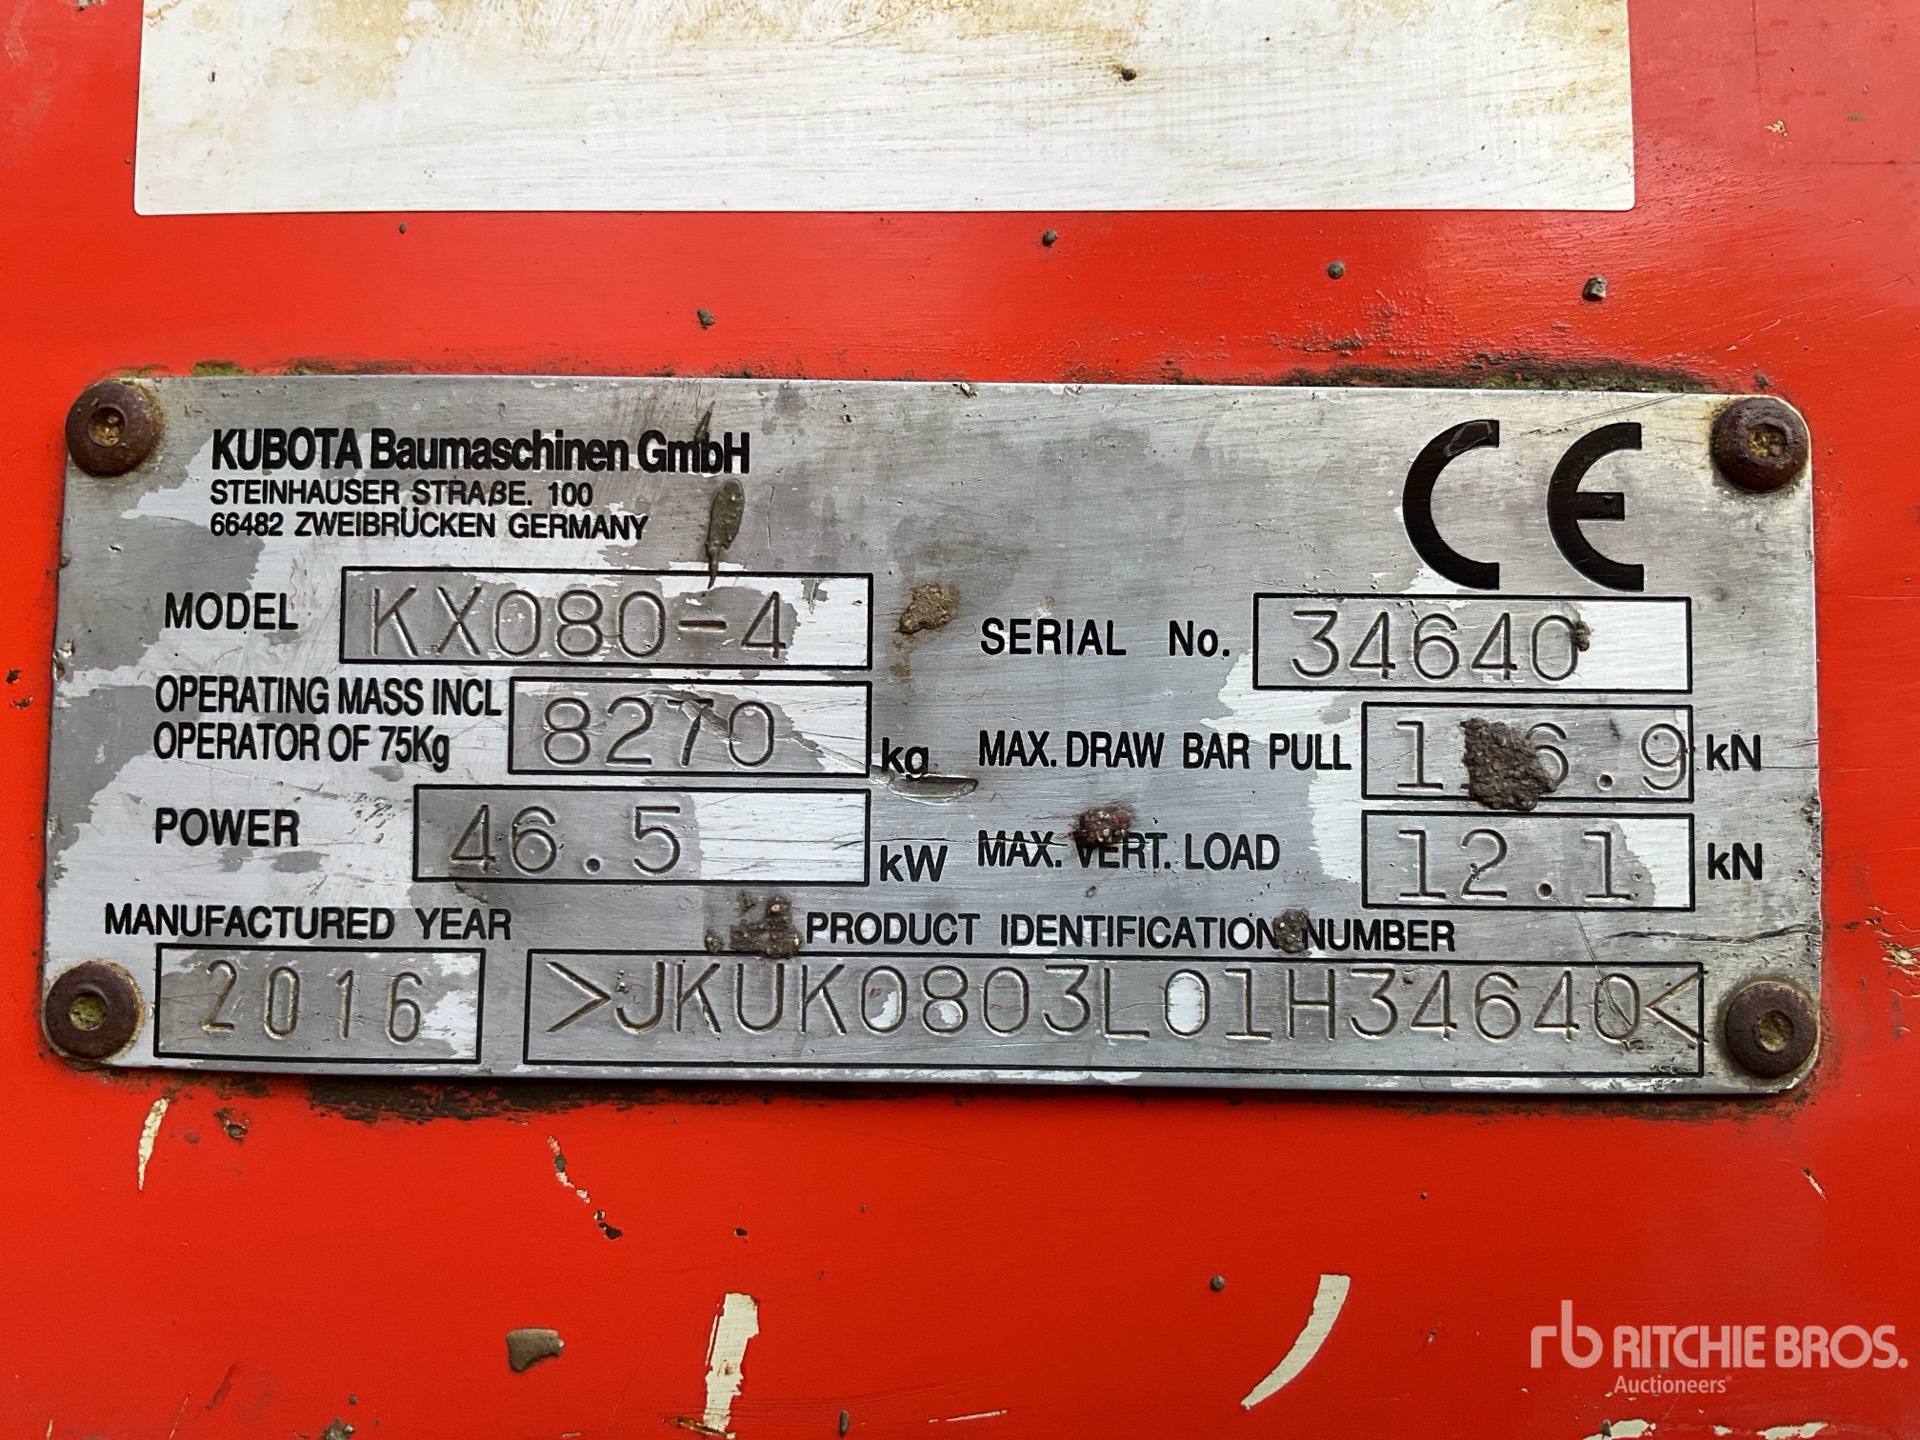 KUBOTA Baumaschinen GmbH
STEINHAUSER STRAßE. 100
66482 ZWEIBRÜCKEN GERMANY
CE
MODEL KX080-4
SERIAL No. 34640
OPERATING MASS INCL
OPERATOR OF 75Kg 8270 kg
MAX. DRAW BAR PULL kN
POWER 46.5 kW
MAX. VERT. LOAD 12.1 kN
MANUFACTURED YEAR
2016
PRODUCT IDENTIFICATION NUMBER
>JKUK0803L01H34640<
rb RITCHIE BROS.
Auctioneers